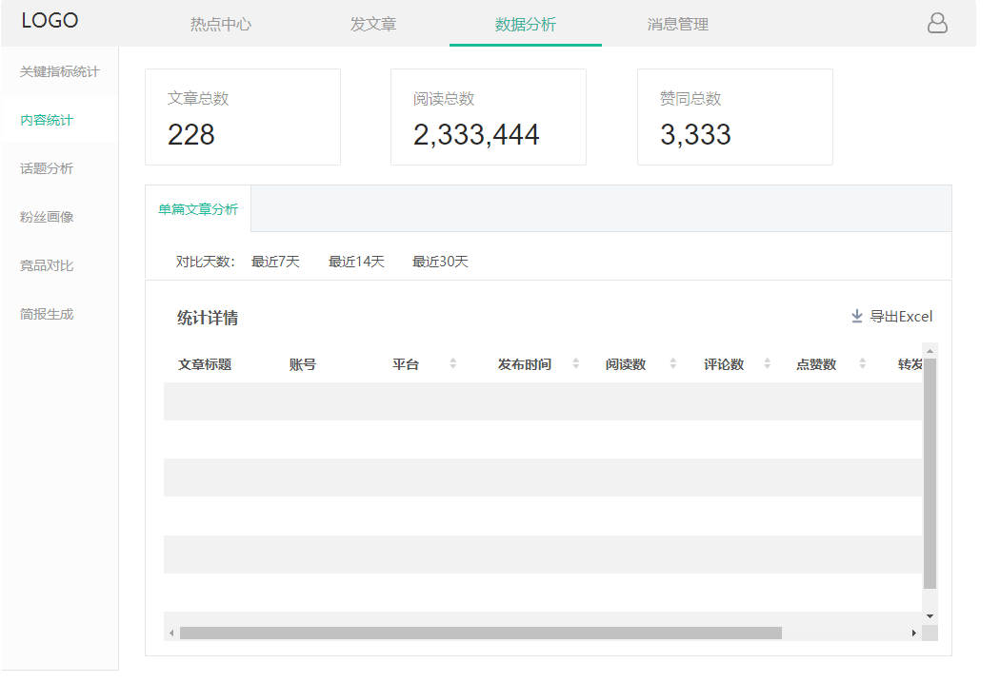 LOGO 热点中心 发文章 数据分析 消息管理
关键指标统计
内容统计
话题分析
粉丝画像
竞品对比
简报生成
文章总数 阅读总数 赞同总数
228 2,333,444 3,333
单篇文章分析
对比天数： 最近7天 最近14天 最近30天
统计详情 导出Excel
文章标题 账号 平台 发布时间 阅读数 评论数 点赞数 转发